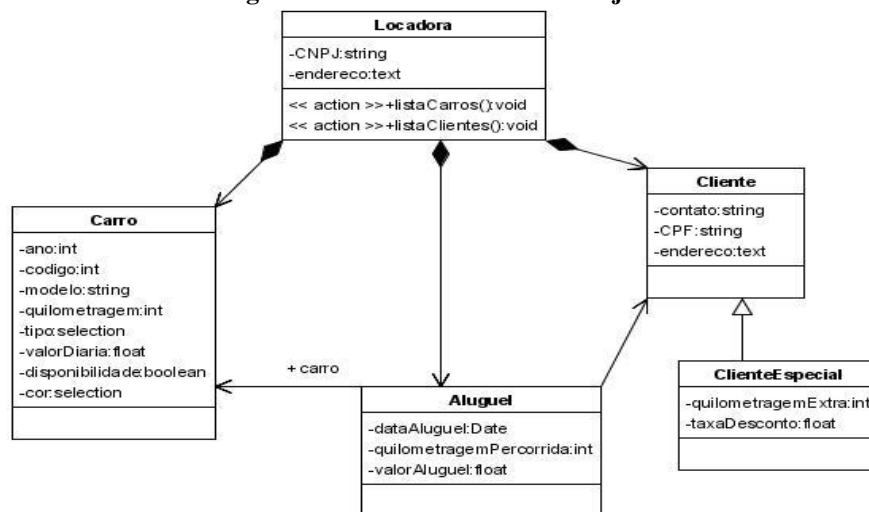 Locadora
-CNPJ:string
-endereco:text
<< action >>+listaCarros():void
<< action >>+listaClientes():void
Cliente
-contato:string
-CPF:string
-endereco:text
Carro
-ano:int
-codigo:int
-modelo:string
-quilometragem:int
-tipo:selection
-valorDiaria:float
-disponibilidade:boolean
-cor:selection
+ carro
Aluguel
-dataAluguel:Date
-quilometragemPercorrida:int
-valorAluguel:float
ClienteEspecial
-quilometragemExtra:int
-taxaDesconto:float